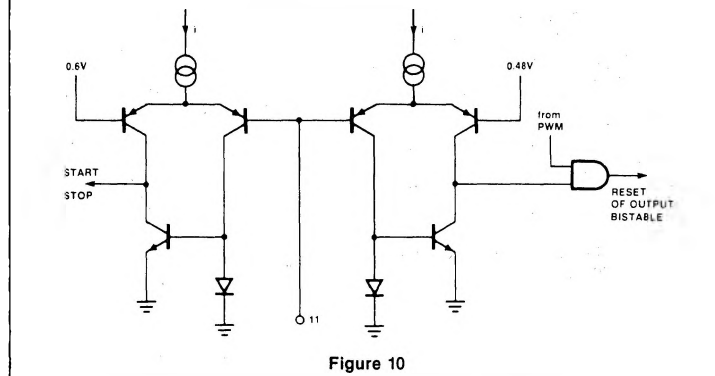 i
i
0.6V
0.48V
from
PWM
START
STOP
RESET
OF OUTPUT
BISTABLE
11
Figure 10